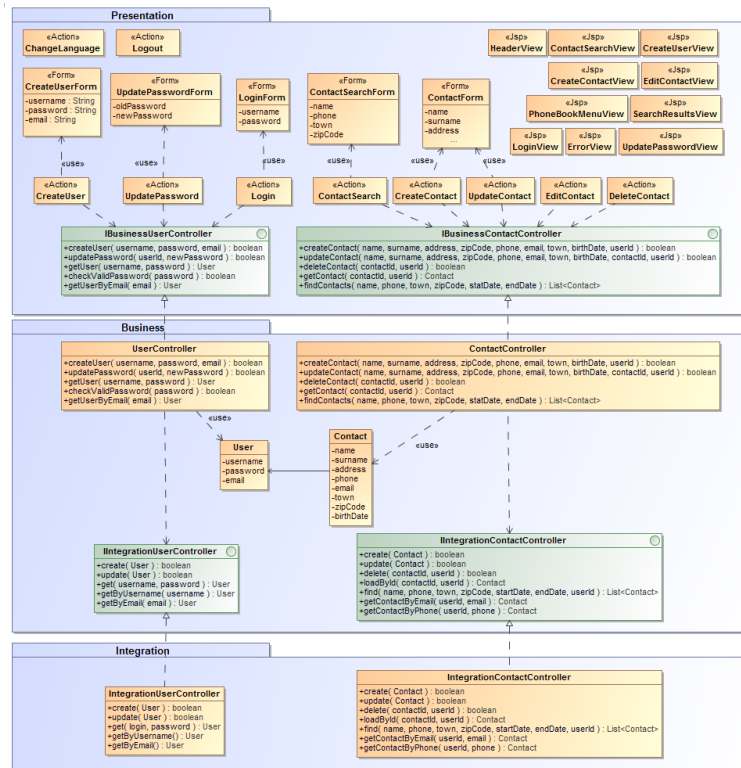 Presentation
«Action»
ChangeLanguage
«Action»
Logout
«Jsp»
HeaderView
«Jsp»
ContactSearchView
«Jsp»
CreateUserView
«Form»
CreateUserForm
-username : String
-password : String
-email : String
«Form»
UpdatePasswordForm
-oldPassword
-newPassword
«Form»
LoginForm
-username
-password
«Form»
ContactSearchForm
-name
-phone
-town
-zipCode
«Form»
ContactForm
-name
-surname
-address
...
«Jsp»
CreateContactView
«Jsp»
EditContactView
«Jsp»
PhoneBookMenuView
«Jsp»
SearchResultsView
«Jsp»
LoginView
«Jsp»
ErrorView
«Jsp»
UpdatePasswordView
«use»
«use»
«use»
«use»
«use»
«use»
«Action»
CreateUser
«Action»
UpdatePassword
«Action»
Login
«Action»
ContactSearch
«Action»
CreateContact
«Action»
UpdateContact
«Action»
EditContact
«Action»
DeleteContact
IBusinessUserController
+createUser( username, password, email ) : boolean
+updatePassword( userId, newPassword ) : boolean
+getUser( username, password ) : User
+checkValidPassword( password ) : boolean
+getUserByEmail( email ) : User
IBusinessContactController
+createContact( name, surname, address, zipCode, phone, email, town, birthDate, userId ) : boolean
+updateContact( name, surname, address, zipCode, phone, email, town, birthDate, contactId, userId ) : boolean
+deleteContact( contactId, userId ) : boolean
+getContact( contactId, userId ) : Contact
+findContacts( name, phone, town, zipCode, statDate, endDate ) : List<Contact>
Business
UserController
+createUser( username, password, email ) : boolean
+updatePassword( userId, newPassword ) : boolean
+getUser( username, password ) : User
+checkValidPassword( password ) : boolean
+getUserByEmail( email ) : User
ContactController
+createContact( name, surname, address, zipCode, phone, email, town, birthDate, userId ) : boolean
+updateContact( name, surname, address, zipCode, phone, email, town, birthDate, contactId, userId ) : boolean
+deleteContact( contactId, userId ) : boolean
+getContact( contactId, userId ) : Contact
+findContacts( name, phone, town, zipCode, statDate, endDate ) : List<Contact>
«use»
«use»
User
-username
-password
-email
Contact
-name
-surname
-address
-phone
-email
-town
-zipCode
-birthDate
IIntegrationUserController
+create( User ) : boolean
+update( User ) : boolean
+get( username, password ) : User
+getByUsername( username ) : User
+getByEmail( email ) : User
IIntegrationContactController
+create( Contact ) : boolean
+update( Contact ) : boolean
+delete( contactId, userId ) : boolean
+loadById( contactId, userId ) : Contact
+find( name, phone, town, zipCode, startDate, endDate, userId ) : List<Contact>
+getContactByEmail( userId, email ) : Contact
+getContactByPhone( userId, phone ) : Contact
Integration
IntegrationUserController
+create( User ) : boolean
+update( User ) : boolean
+get( login, password ) : User
+getByUsername() : User
+getByEmail() : User
IntegrationContactController
+create( Contact ) : boolean
+update( Contact ) : boolean
+delete( contactId, userId ) : boolean
+loadById( contactId, userId ) : Contact
+find( name, phone, town, zipCode, startDate, endDate, userId ) : List<Contact>
+getContactByEmail( userId, email ) : Contact
+getContactByPhone( userId, phone ) : Contact